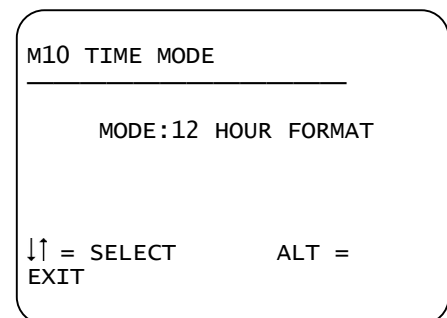 M10 TIME MODE
MODE:12 HOUR FORMAT
↓↑ = SELECT ALT =
EXIT